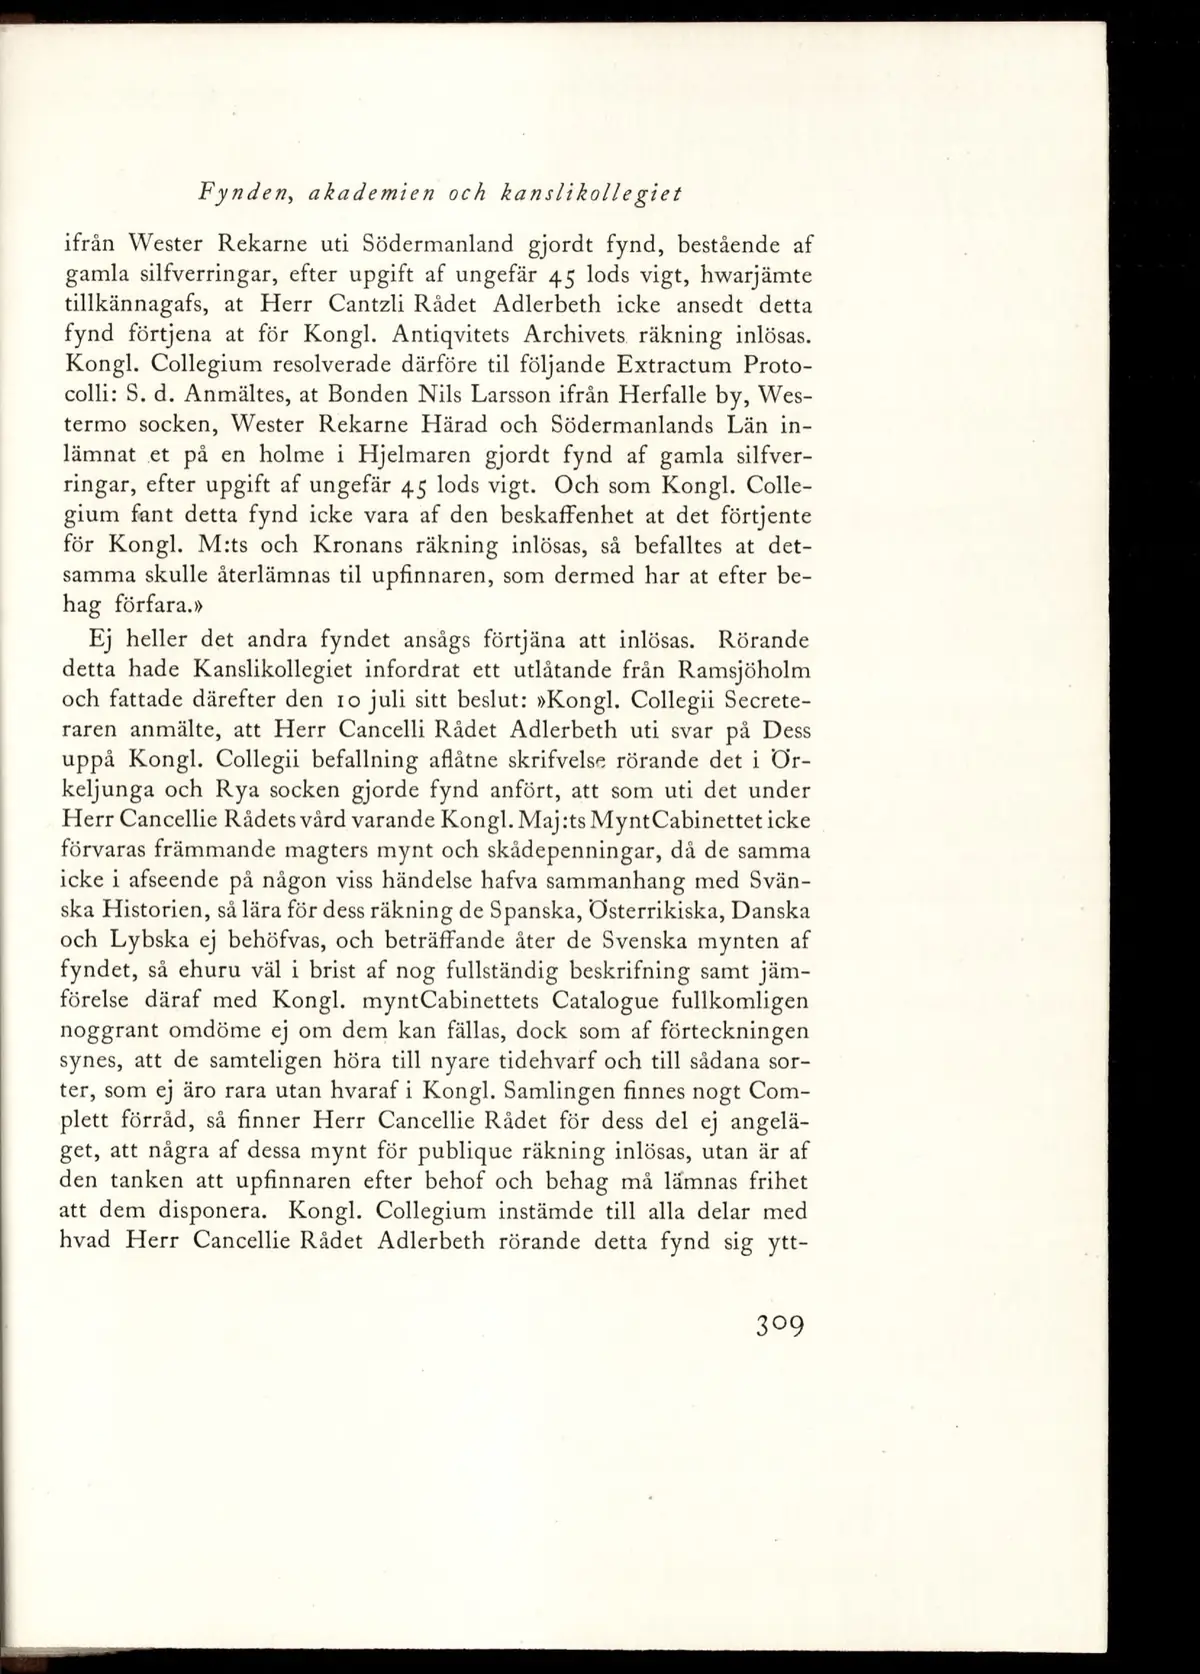 Fynden, akademien och kanslikollegiet
ifrån Wester Rekarne uti Södermanland gjordt fynd, bestående af
gamla silfverringar, efter upgift af ungefär 45 lods vigt, hwarjämte
tillkännagafs, at Herr Cantzli Rådet Adlerbeth icke ansedt detta
fynd förtjena at för Kongl. Antiqvitets Archivets räkning inlösas.
Kongl. Collegium resolverade därföre til följande Extractum Proto-
colli: S. d. Anmältes, at Bonden Nils Larsson ifrån Herfalle by, Wes-
termo socken, Wester Rekarne Härad och Södermanlands Län in-
lämnat et på en holme i Hjelmaren gjordt fynd af gamla silfver-
ringar, efter upgift af ungefär 45 lods vigt. Och som Kongl. Colle-
gium fant detta fynd icke vara af den beskaffenhet at det förtjente
för Kongl. M:ts och Kronans räkning inlösas, så befalltes at det-
samma skulle återlämnas til upfinnaren, som dermed har at efter be-
hag förfara.»
Ej heller det andra fyndet ansågs förtjäna att inlösas. Rörande
detta hade Kanslikollegiet infordrat ett utlåtande från Ramsjöholm
och fattade därefter den 10 juli sitt beslut: »Kongl. Collegii Secrete-
raren anmälte, att Herr Cancelli Rådet Adlerbeth uti svar på Dess
uppå Kongl. Collegii befallning aflåtne skrifvelse rörande det i Ör-
keljunga och Rya socken gjorde fynd anfört, att som uti det under
Herr Cancellie Rådets vård varande Kongl. Maj:ts MyntCabinettet icke
förvaras främmande magters mynt och skådepenningar, då de samma
icke i afseende på någon viss händelse hafva sammanhang med Svän-
ska Historien, så lära för dess räkning de Spanska, Österrikiska, Danska
och Lybska ej behöfvas, och beträffande åter de Svenska mynten af
fyndet, så ehuru väl i brist af nog fullständig beskrifning samt jäm-
förelse däraf med Kongl. myntCabinettets Catalogue fullkomligen
noggrant omdöme ej om dem kan fällas, dock som af förteckningen
synes, att de samteligen höra till nyare tidehvarf och till sådana sor-
ter, som ej äro rara utan hvaraf i Kongl. Samlingen finnes nogt Com-
plett förråd, så finner Herr Cancellie Rådet för dess del ej angelä-
get, att några af dessa mynt för publique räkning inlösas, utan är af
den tanken att upfinnaren efter behof och behag må lämnas frihet
att dem disponera. Kongl. Collegium instämde till alla delar med
hvad Herr Cancellie Rådet Adlerbeth rörande detta fynd sig ytt-
309